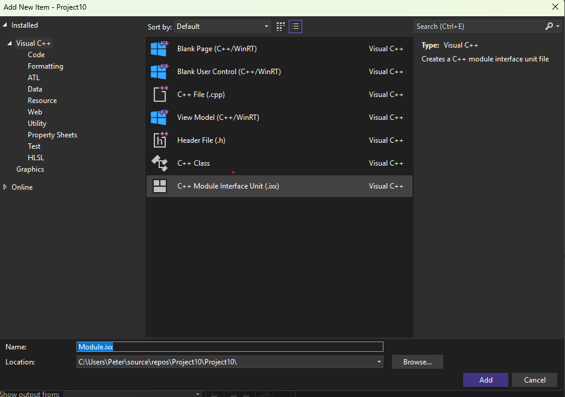 Add New Item - Project10
Installed
Sort by: Default
Search (Ctrl+E)
Visual C++
Code
Formatting
ATL
Data
Resource
Web
Utility
Property Sheets
Test
HLSL
Graphics
Online
Blank Page (C++/WinRT) Visual C++
Blank User Control (C++/WinRT) Visual C++
C++ File (.cpp) Visual C++
View Model (C++/WinRT) Visual C++
Header File (.h) Visual C++
C++ Class Visual C++
C++ Module Interface Unit (.ixx) Visual C++
Type: Visual C++
Creates a C++ module interface unit file
Name: Module.ixx
Location: C:\Users\Peter\source\repos\Project10\Project10\
Browse...
Add Cancel
Show output from: